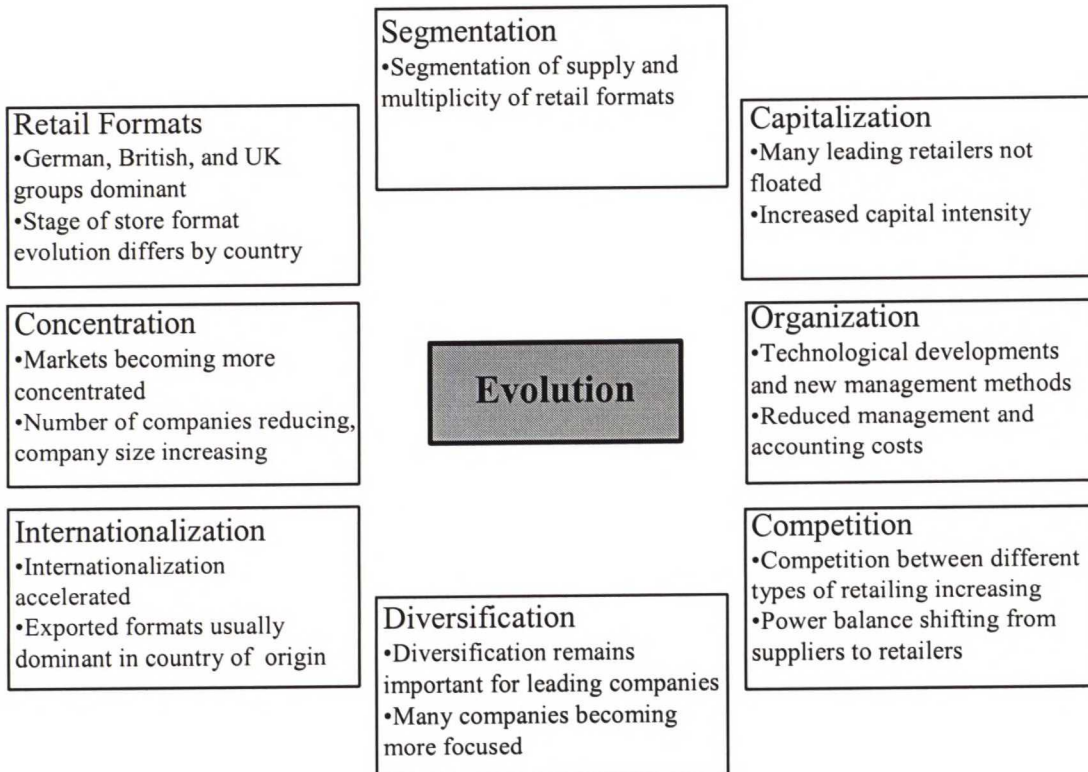 Segmentation
•Segmentation of supply and
multiplicity of retail formats
Retail Formats
•German, British, and UK
groups dominant
•Stage of store format
evolution differs by country
Capitalization
•Many leading retailers not
floated
•Increased capital intensity
Concentration
•Markets becoming more
concentrated
•Number of companies reducing,
company size increasing
Evolution
Organization
•Technological developments
and new management methods
•Reduced management and
accounting costs
Internationalization
•Internationalization
accelerated
•Exported formats usually
dominant in country of origin
Diversification
•Diversification remains
important for leading companies
•Many companies becoming
more focused
Competition
•Competition between different
types of retailing increasing
•Power balance shifting from
suppliers to retailers